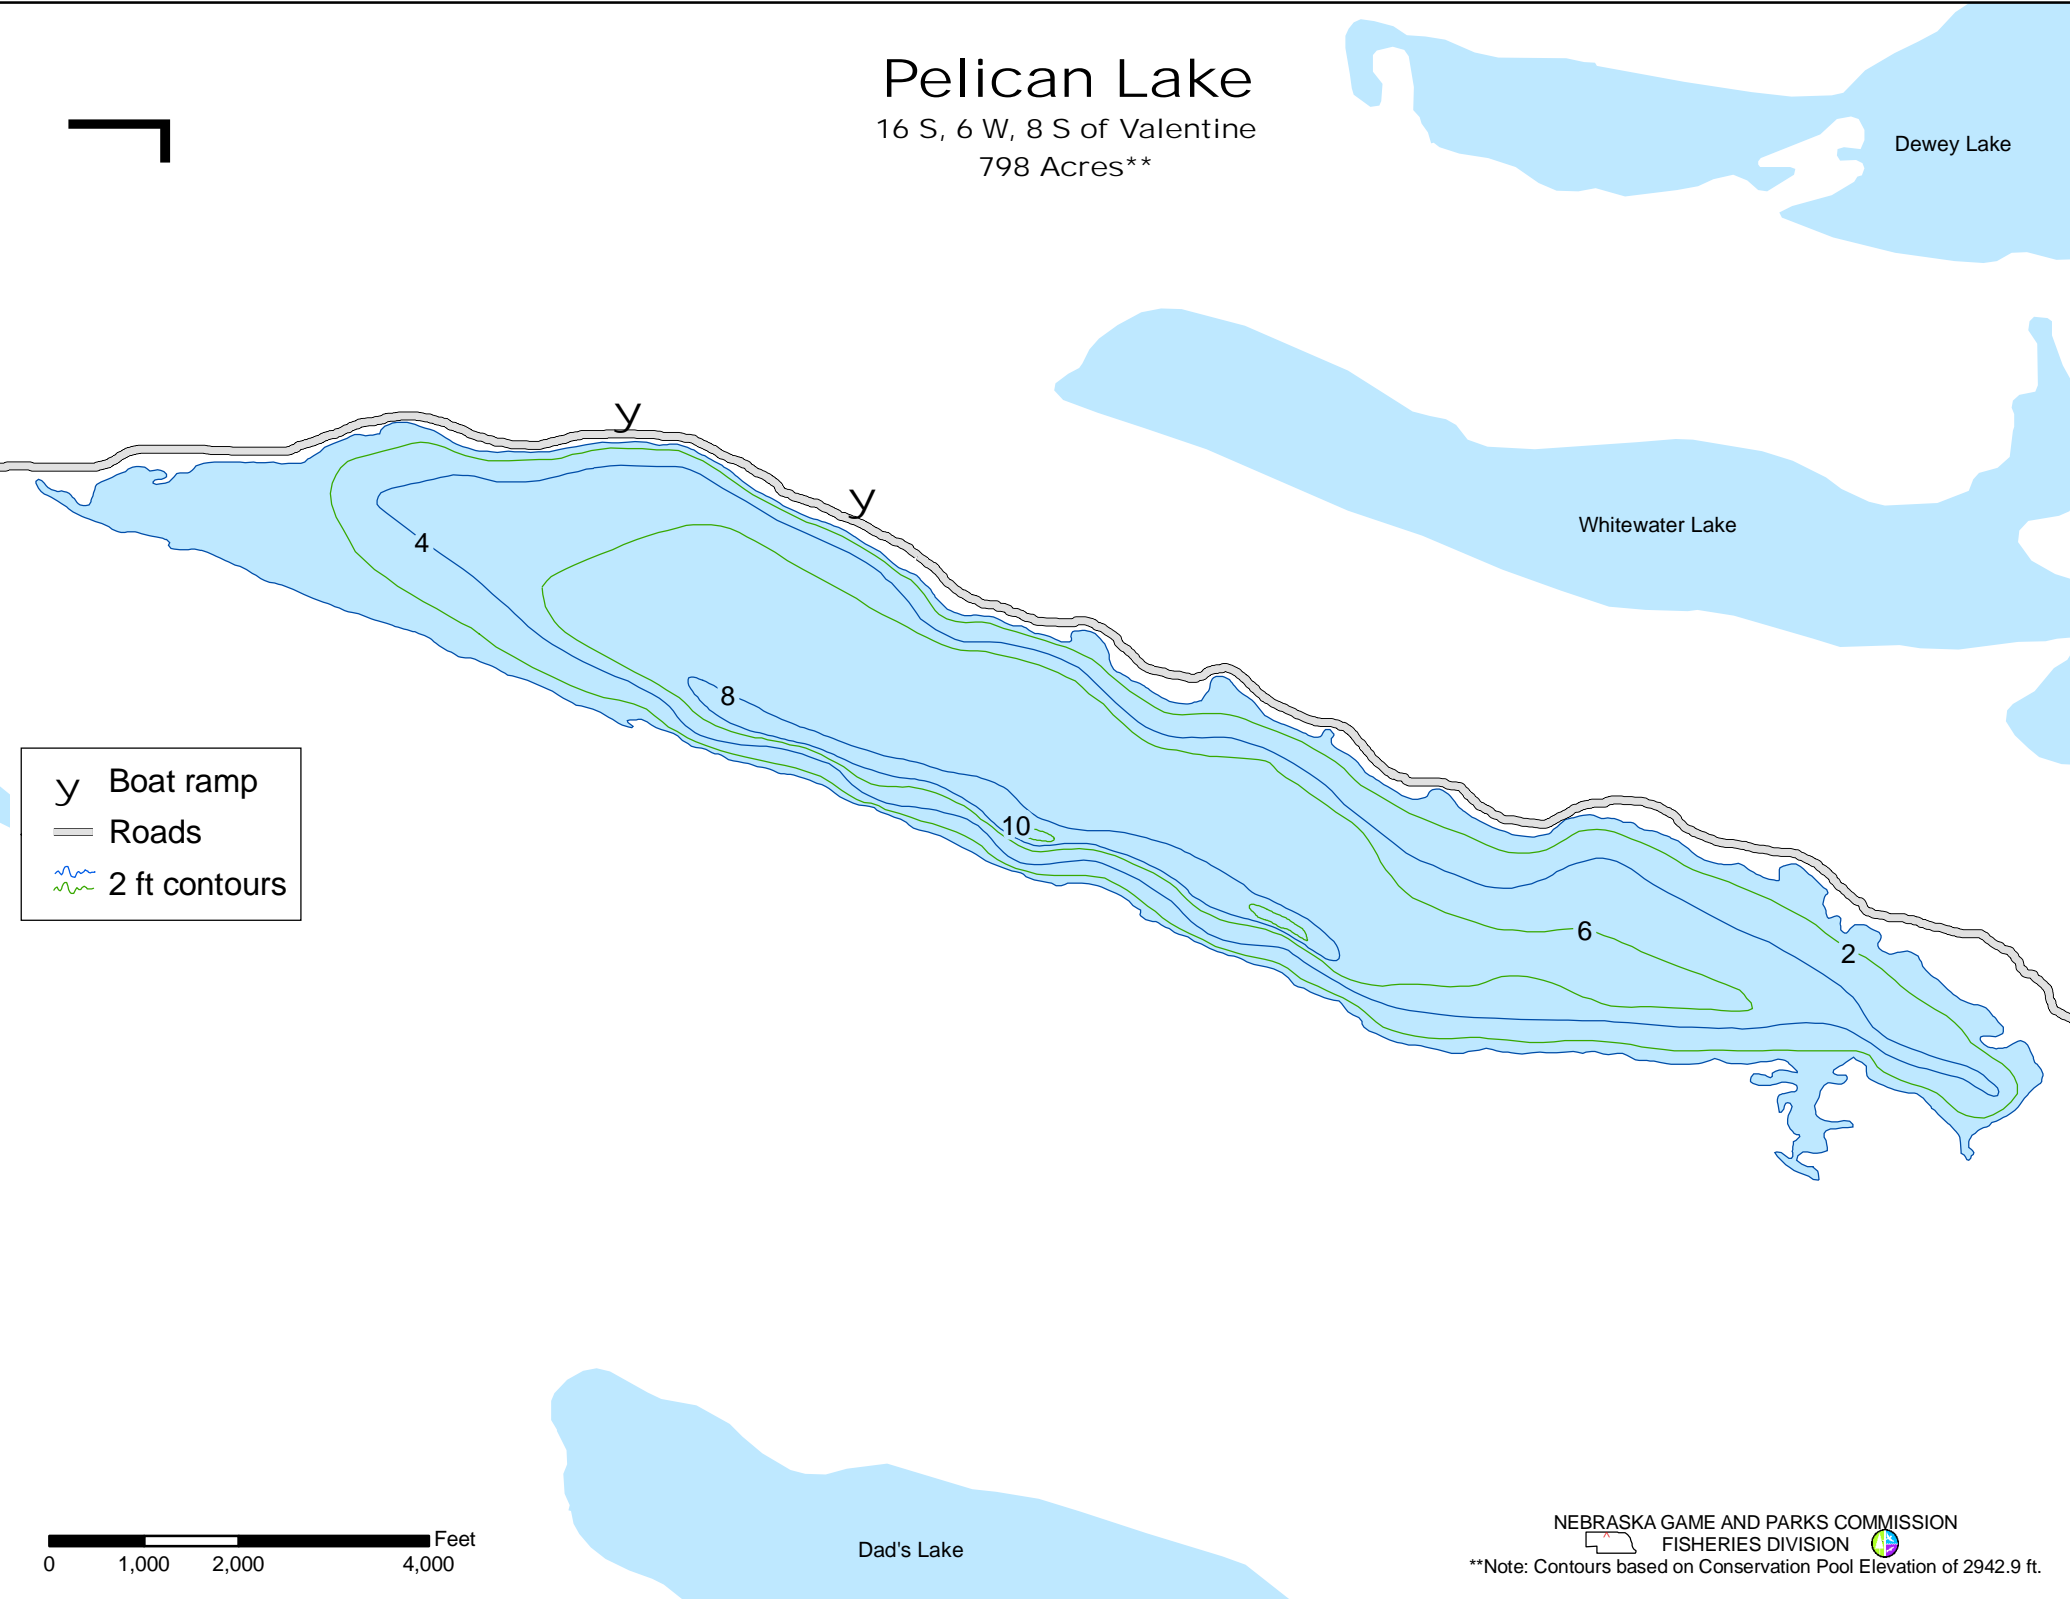 Pelican Lake
16 S, 6 W, 8 S of Valentine
798 Acres**
Dewey Lake
y
y
Whitewater Lake
4
8
y Boat ramp
Roads
2 ft contours
10
6
2
Dad's Lake
Feet
0 1,000 2,000 4,000
NEBRASKA GAME AND PARKS COMMISSION
FISHERIES DIVISION
**Note: Contours based on Conservation Pool Elevation of 2942.9 ft.